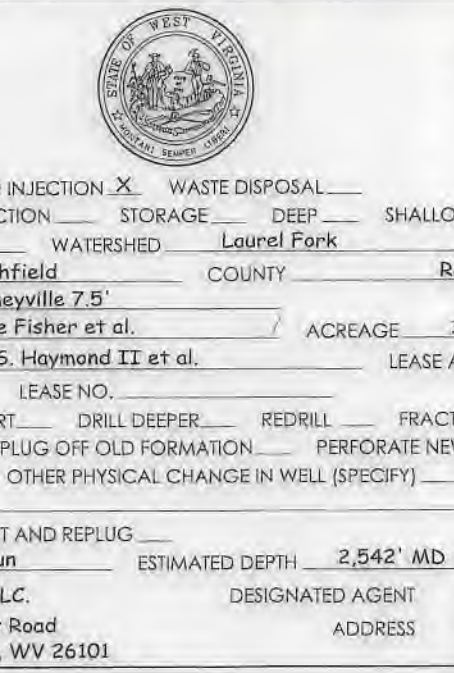 STATE OF WEST VIRGINIA
MONTANI SEMPER LIBERI
INJECTION X WASTE DISPOSAL
CTION STORAGE DEEP SHALLO
WATERSHED Laurel Fork
hfield COUNTY R
eyville 7.5'
e Fisher et al. ACREAGE
S. Haymond II et al. LEASE A
LEASE NO.
RT DRILL DEEPER REDRILL FRACT
PLUG OFF OLD FORMATION PERFORATE NEW
OTHER PHYSICAL CHANGE IN WELL (SPECIFY)
T AND REPLUG
un ESTIMATED DEPTH 2,542' MD
LC. DESIGNATED AGENT
Road ADDRESS
, WV 26101